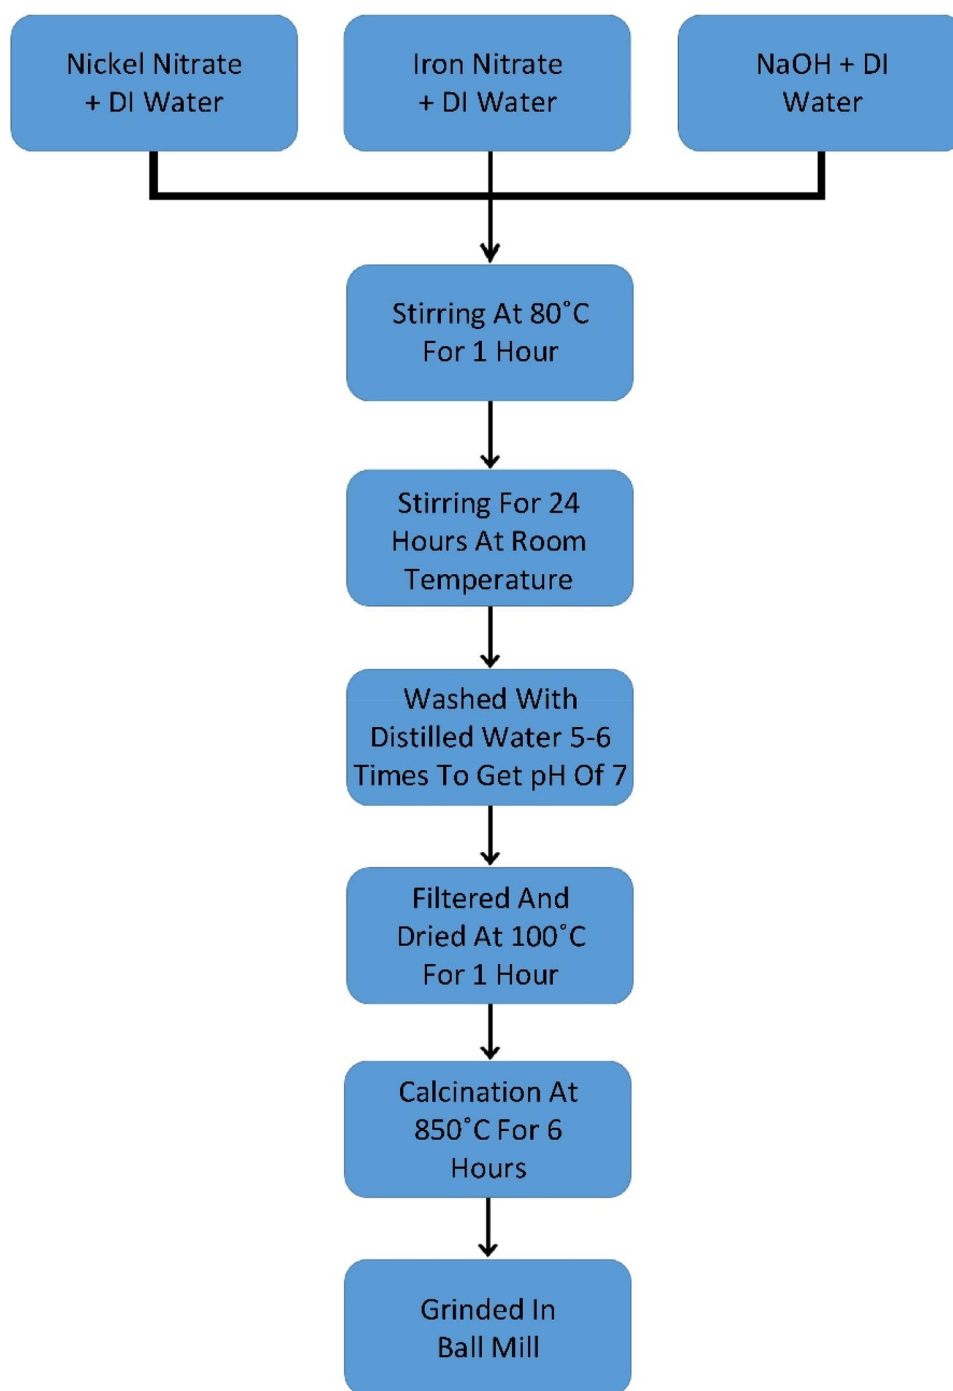 Nickel Nitrate
+ DI Water
Iron Nitrate
+ DI Water
NaOH + DI
Water
Stirring At 80˚C
For 1 Hour
Stirring For 24
Hours At Room
Temperature
Washed With
Distilled Water 5-6
Times To Get pH Of 7
Filtered And
Dried At 100˚C
For 1 Hour
Calcination At
850˚C For 6
Hours
Grinded In
Ball Mill